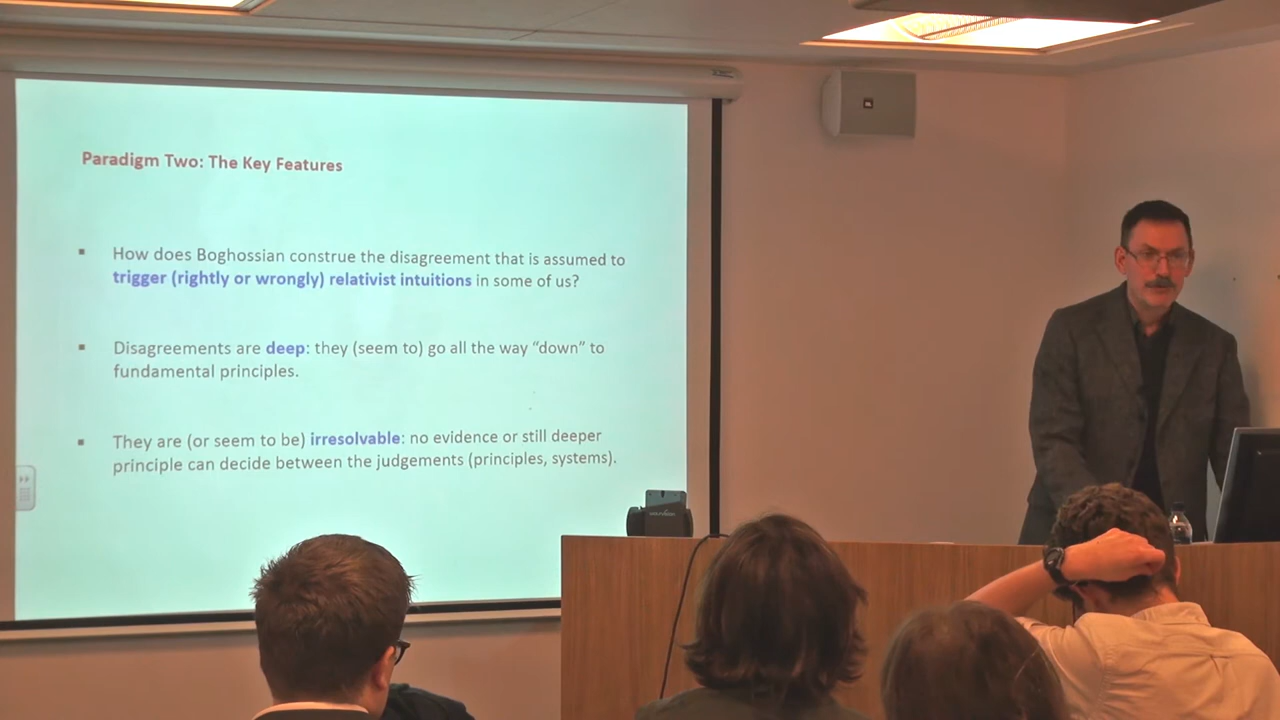 Paradigm Two: The Key Features
▪ How does Boghossian construe the disagreement that is assumed to
trigger (rightly or wrongly) relativist intuitions in some of us?
▪ Disagreements are deep: they (seem to) go all the way “down” to
fundamental principles.
▪ They are (or seem to be) irresolvable: no evidence or still deeper
principle can decide between the judgements (principles, systems).